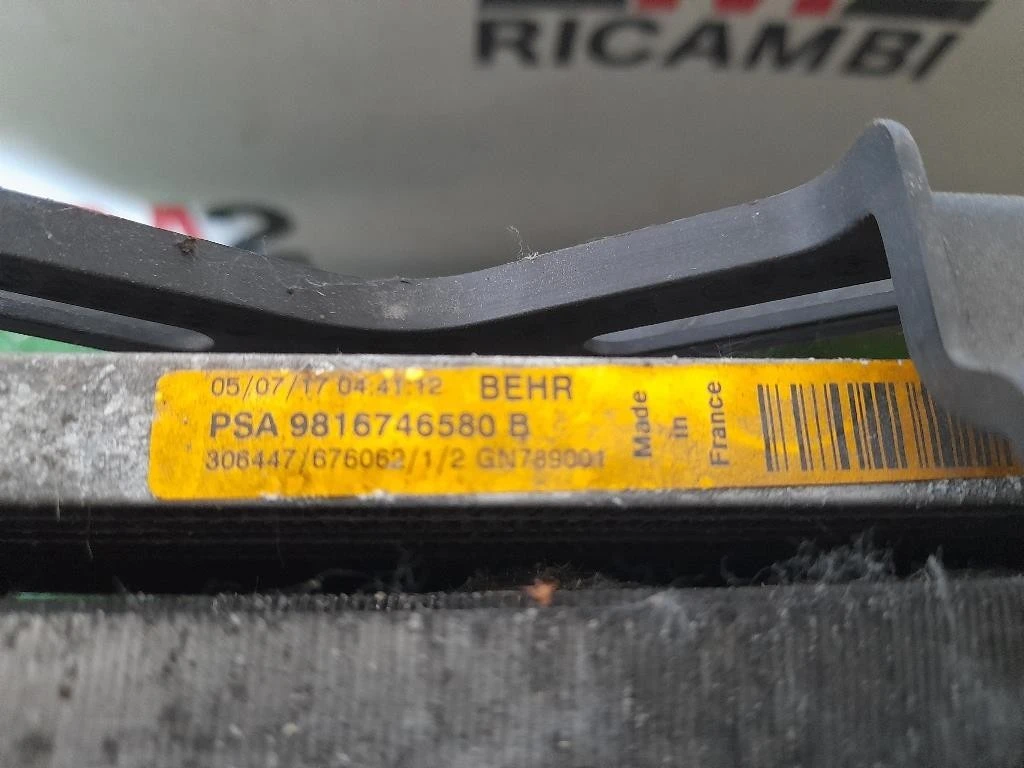 RICAMBI
05/07/17 04:41:12 BEHR
PSA 9816746580 B
306447/676062/1/2 GN789001
Made
in
France